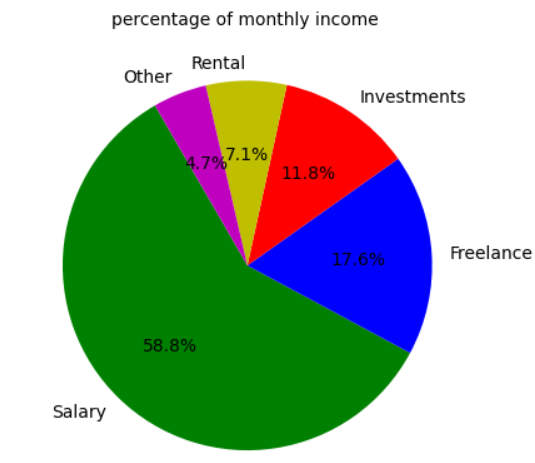 percentage of monthly income
Rental
Other
Investments
7.1%
4.7%
11.8%
Freelance
17.6%
58.8%
Salary